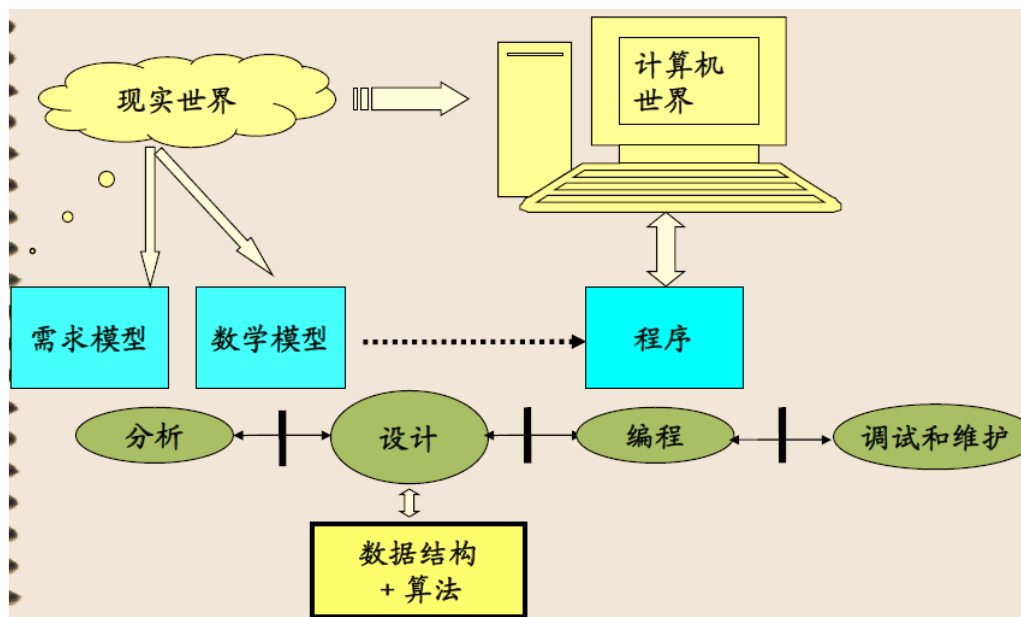 现实世界
计算机
世界
需求模型
数学模型
程序
分析
设计
编程
调试和维护
数据结构
+ 算法